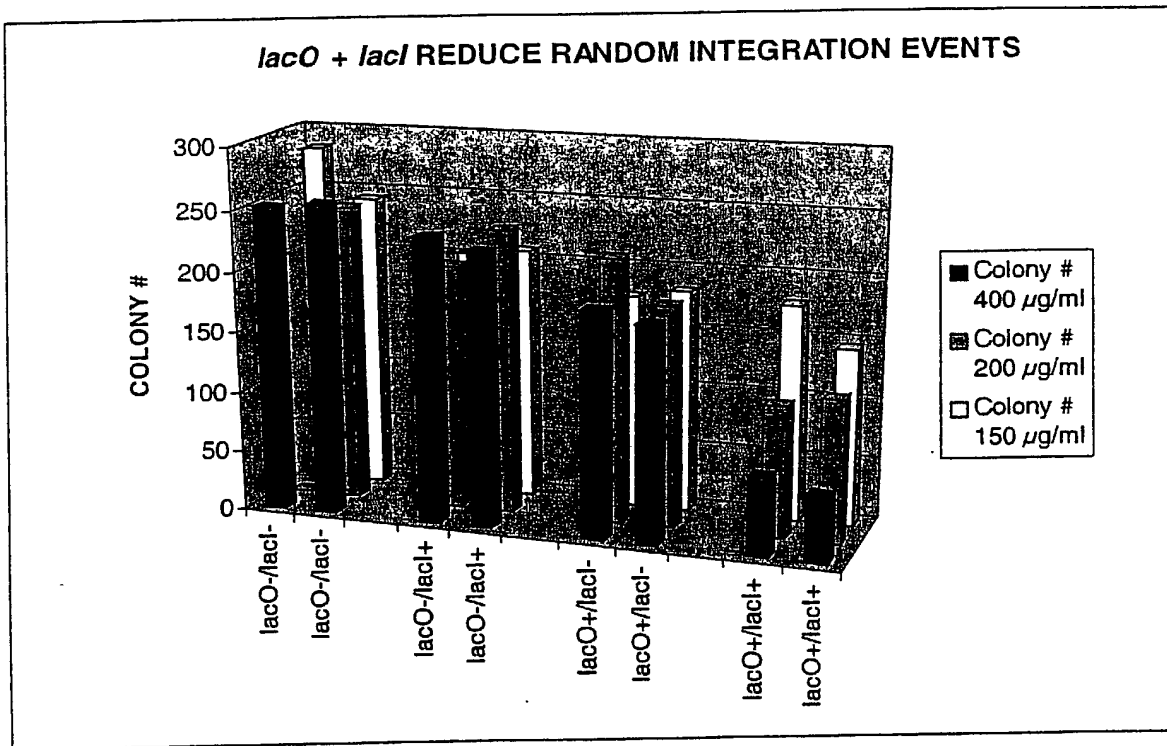 lacO + lacI REDUCE RANDOM INTEGRATION EVENTS
300
250
200
150
100
50
0
COLONY #
lacO-/lacI-
lacO-/lacI-
lacO-/lacI+
lacO-/lacI+
lacO+/lacI-
lacO+/lacI-
lacO+/lacI+
lacO+/lacI+
Colony #
400 µg/ml
Colony #
200 µg/ml
Colony #
150 µg/ml